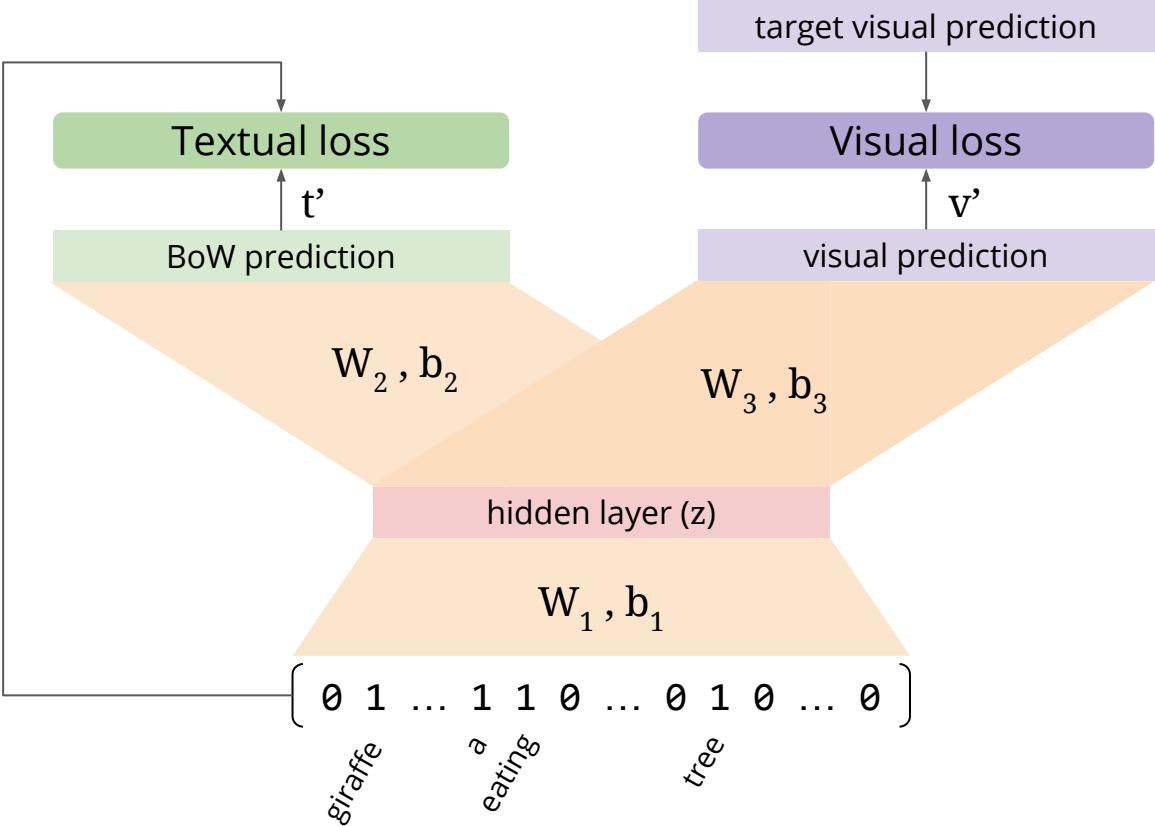 target visual prediction
Textual loss
Visual loss
t’
v’
BoW prediction
visual prediction
W2 , b2
W3 , b3
hidden layer (z)
W1 , b1
0 1 ... 1 1 0 ... 0 1 0 ... 0
giraffe
a
eating
tree